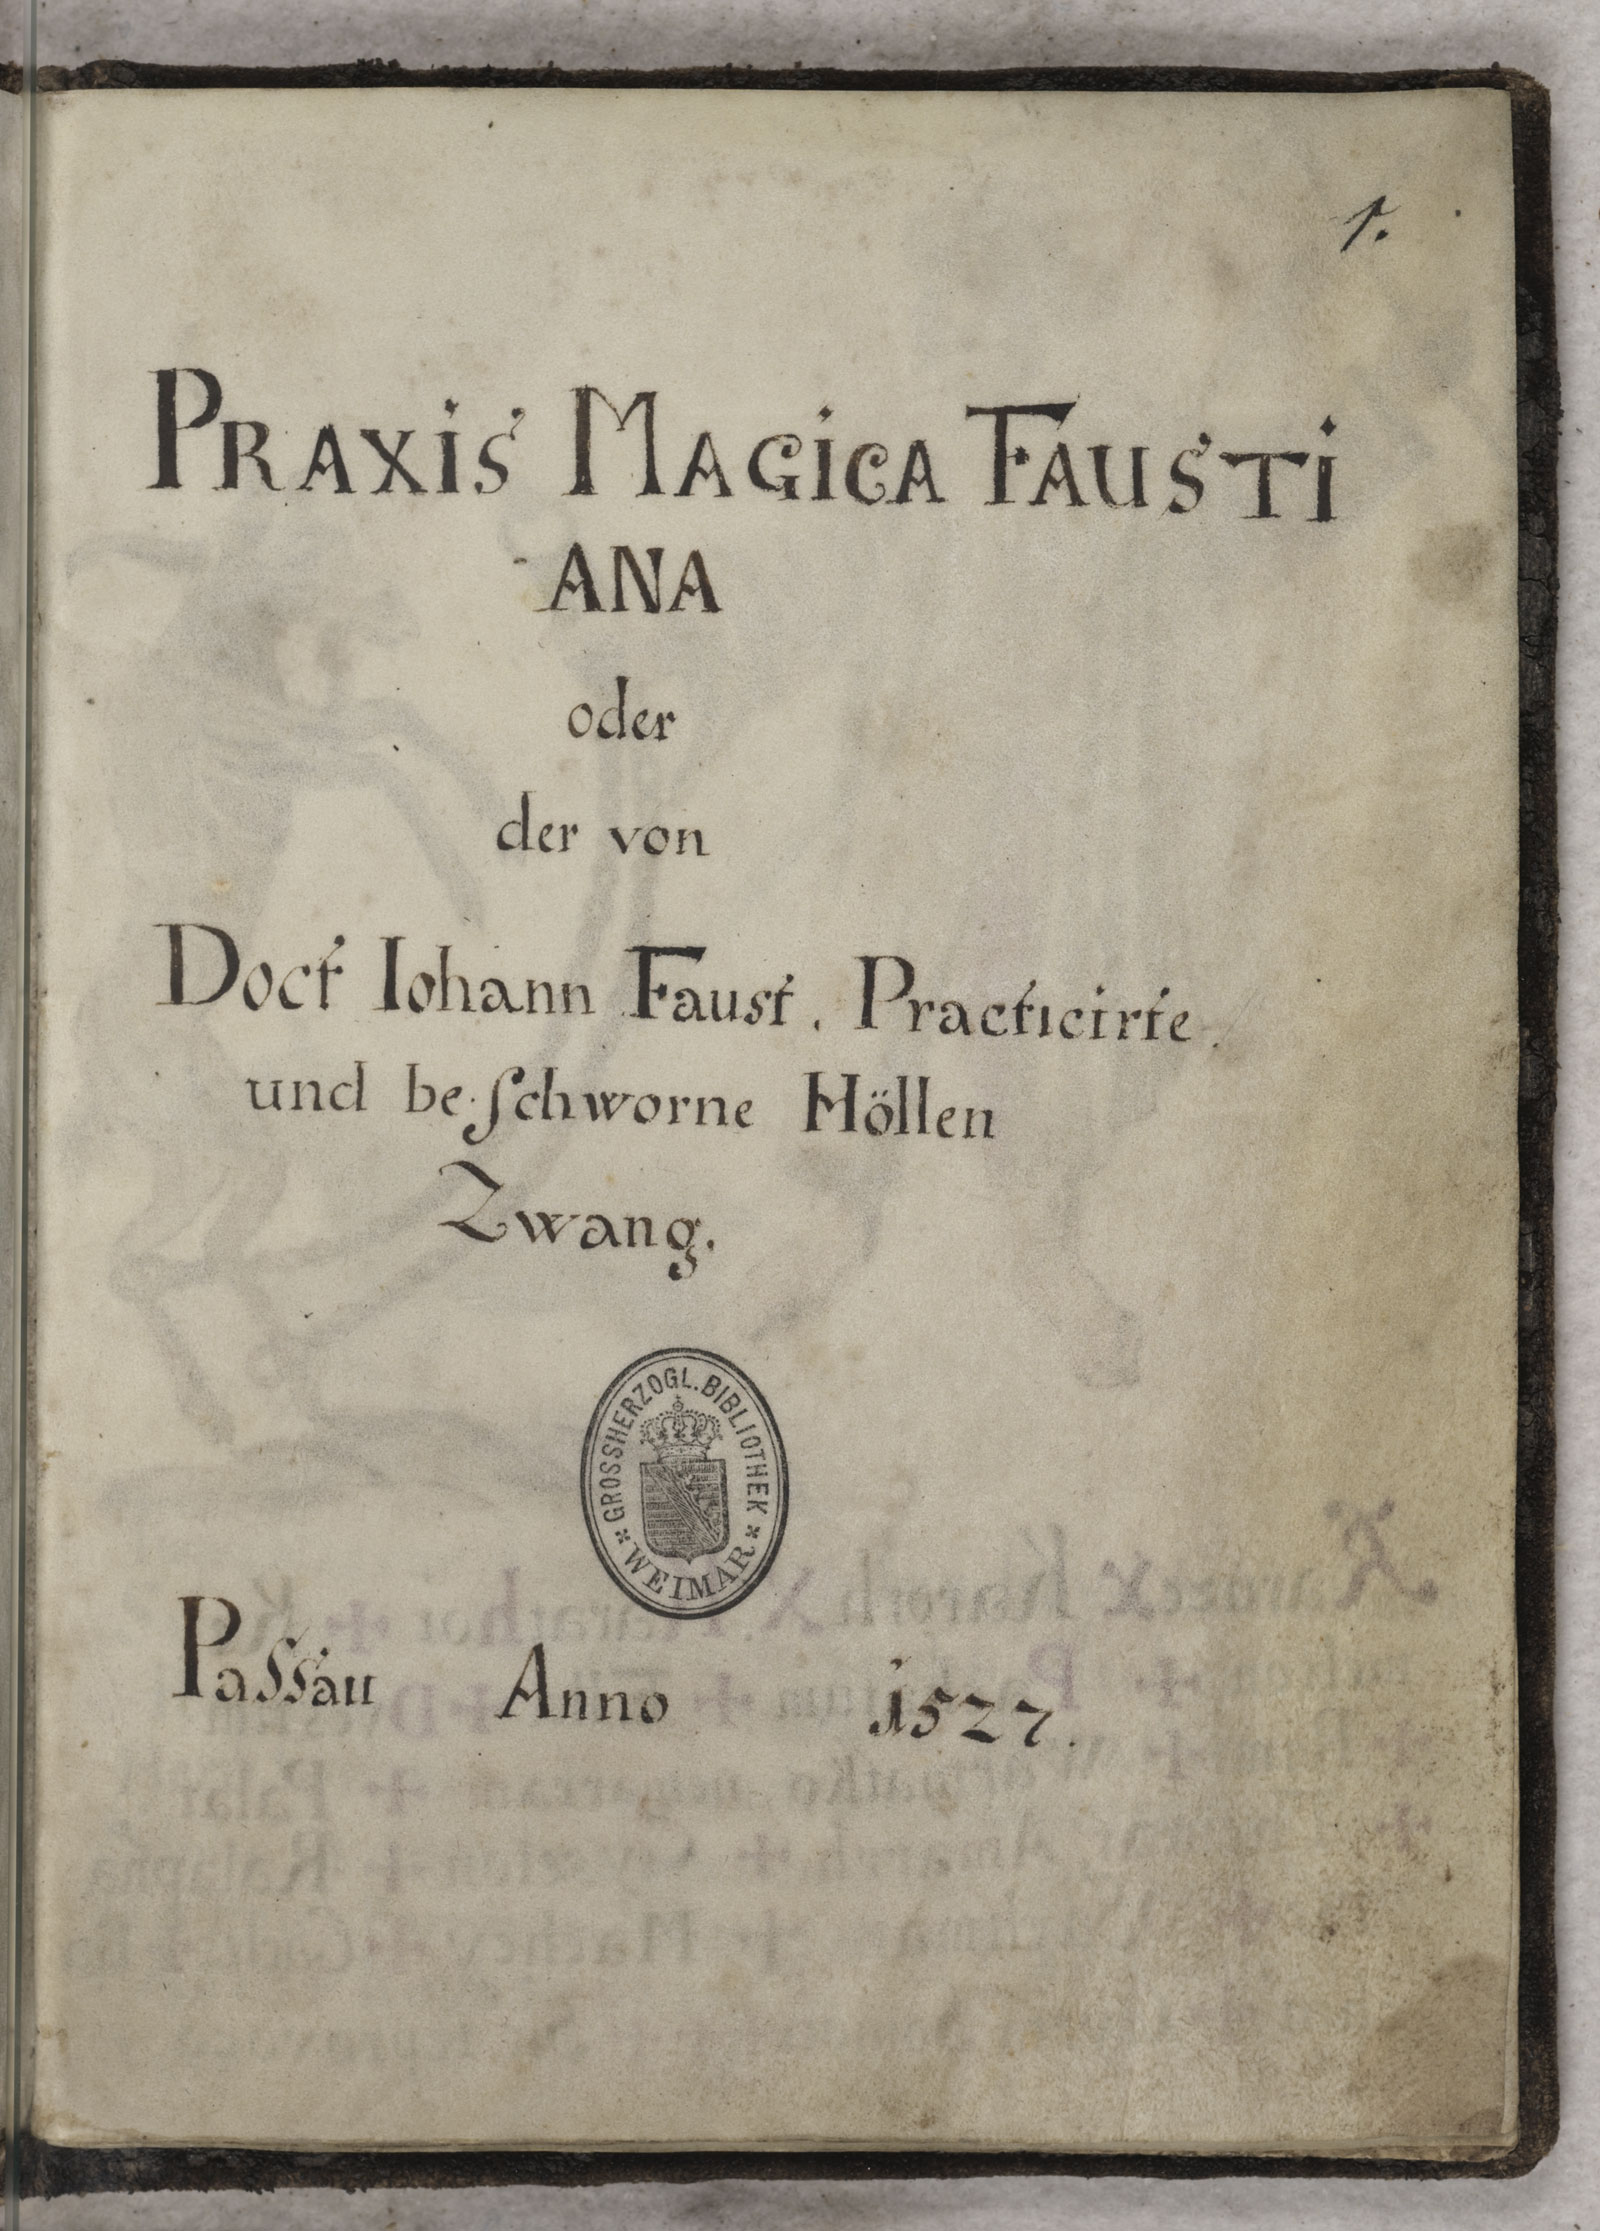 1.
PRAXIS MAGICA FAUSTI
ANA
oder
der von
Doct Iohann Faust. Practicirte
und beſchworne Höllen
Zwang.
GROSSHERZOGL. BIBLIOTHEK
WEIMAR
Passau Anno 1527.